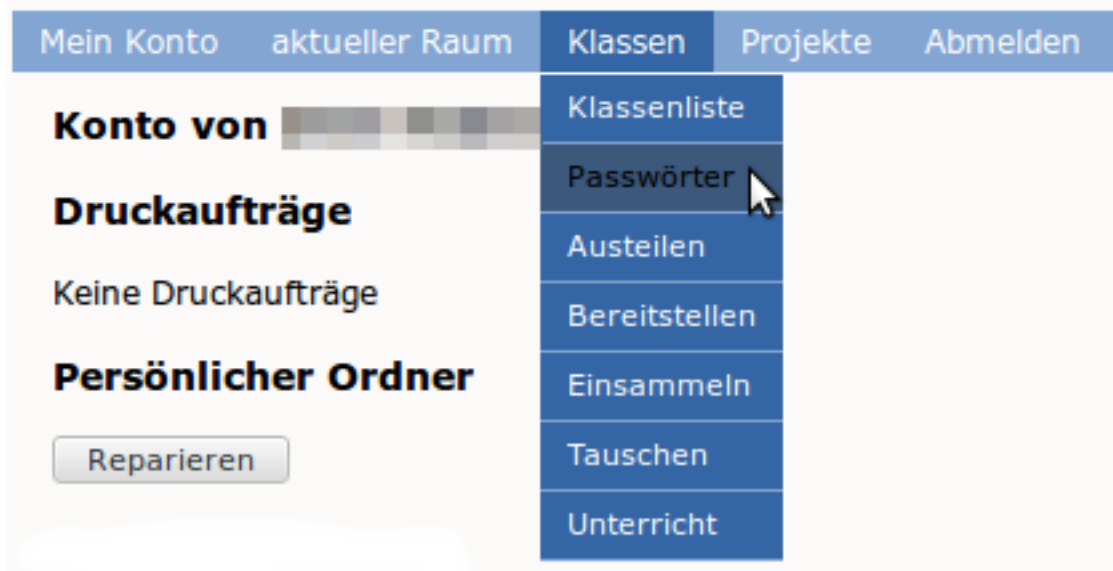 Mein Konto aktueller Raum Klassen Projekte Abmelden
Konto von
Druckaufträge
Keine Druckaufträge
Persönlicher Ordner
Reparieren
Klassenliste
Passwörter
Austeilen
Bereitstellen
Einsammeln
Tauschen
Unterricht